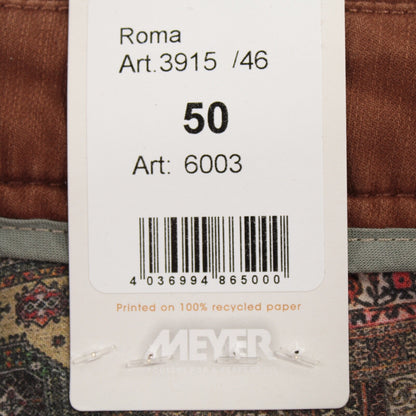 Roma
Art.3915 /46
50
Art: 6003
4 036994 865000
Printed on 100% recycled paper
MEYER